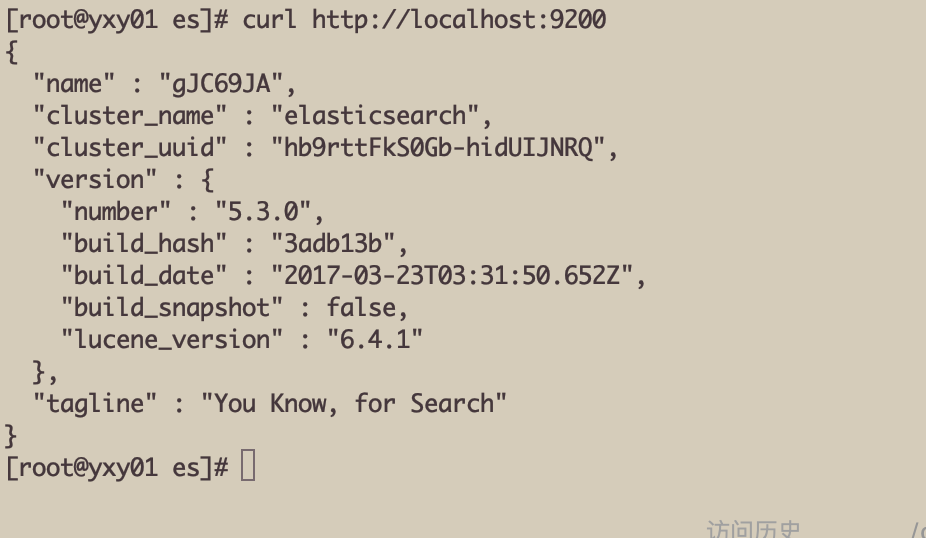 [root@yxy01 es]# curl http://localhost:9200
{
  "name" : "gJC69JA",
  "cluster_name" : "elasticsearch",
  "cluster_uuid" : "hb9rttFkS0Gb-hidUIJNRQ",
  "version" : {
    "number" : "5.3.0",
    "build_hash" : "3adb13b",
    "build_date" : "2017-03-23T03:31:50.652Z",
    "build_snapshot" : false,
    "lucene_version" : "6.4.1"
  },
  "tagline" : "You Know, for Search"
}
[root@yxy01 es]#
访问历史